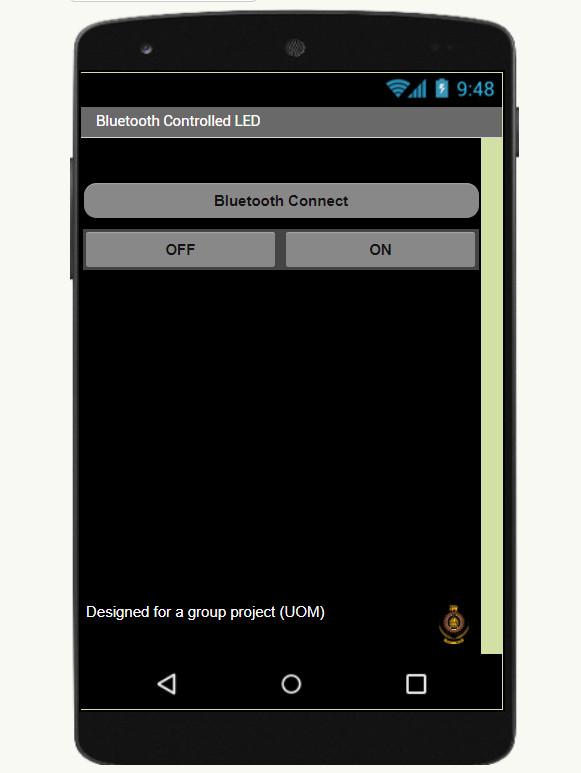 9:48
Bluetooth Controlled LED
Bluetooth Connect
OFF ON
Designed for a group project (UOM)